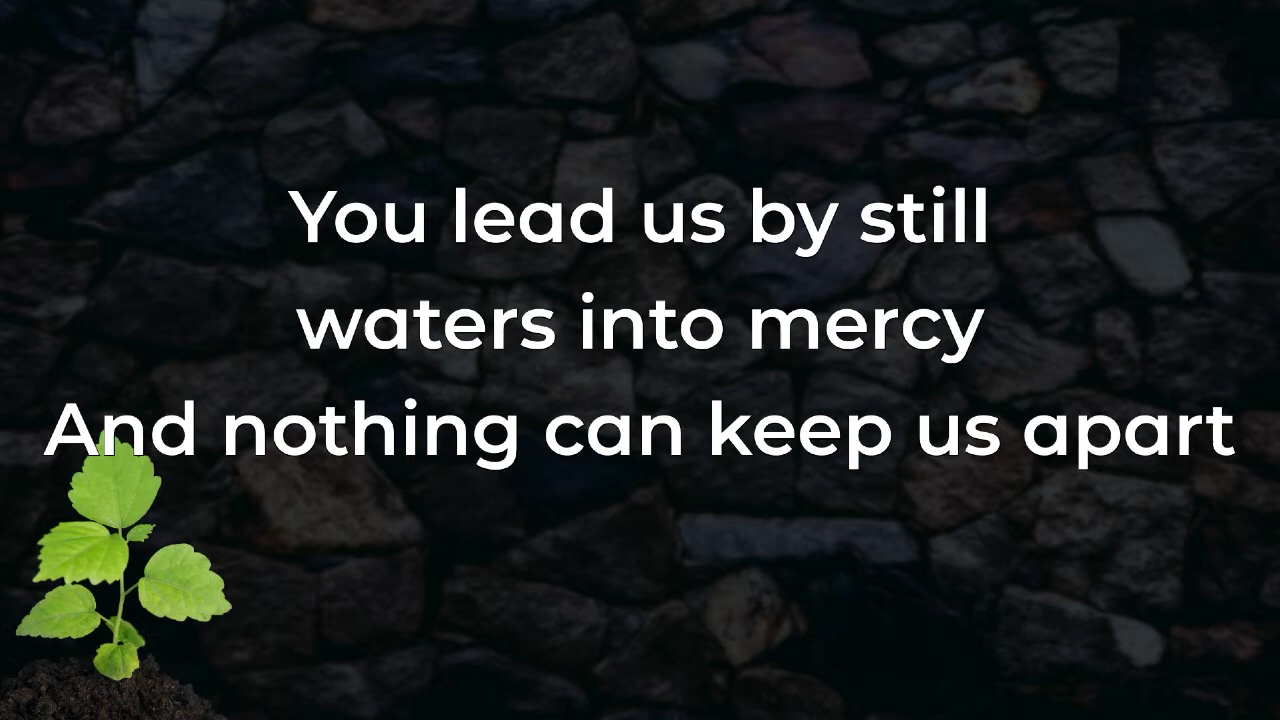 You lead us by still
waters into mercy
And nothing can keep us apart